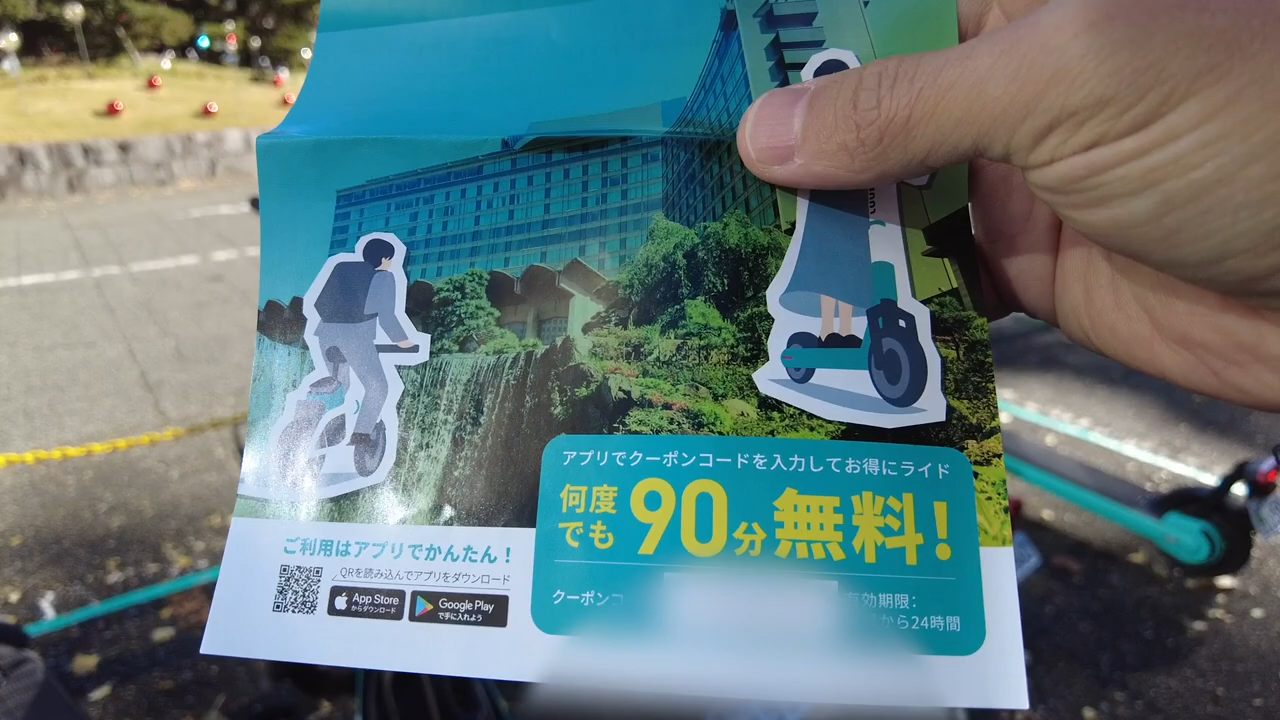 アプリでクーポンコードを入力してお得にライド
何度でも90分無料!
クーポンコ
有効期限:
から24時間
ご利用はアプリでかんたん!
QRを読み込んでアプリをダウンロード
App Store
からダウンロード
Google Play
で手に入れよう